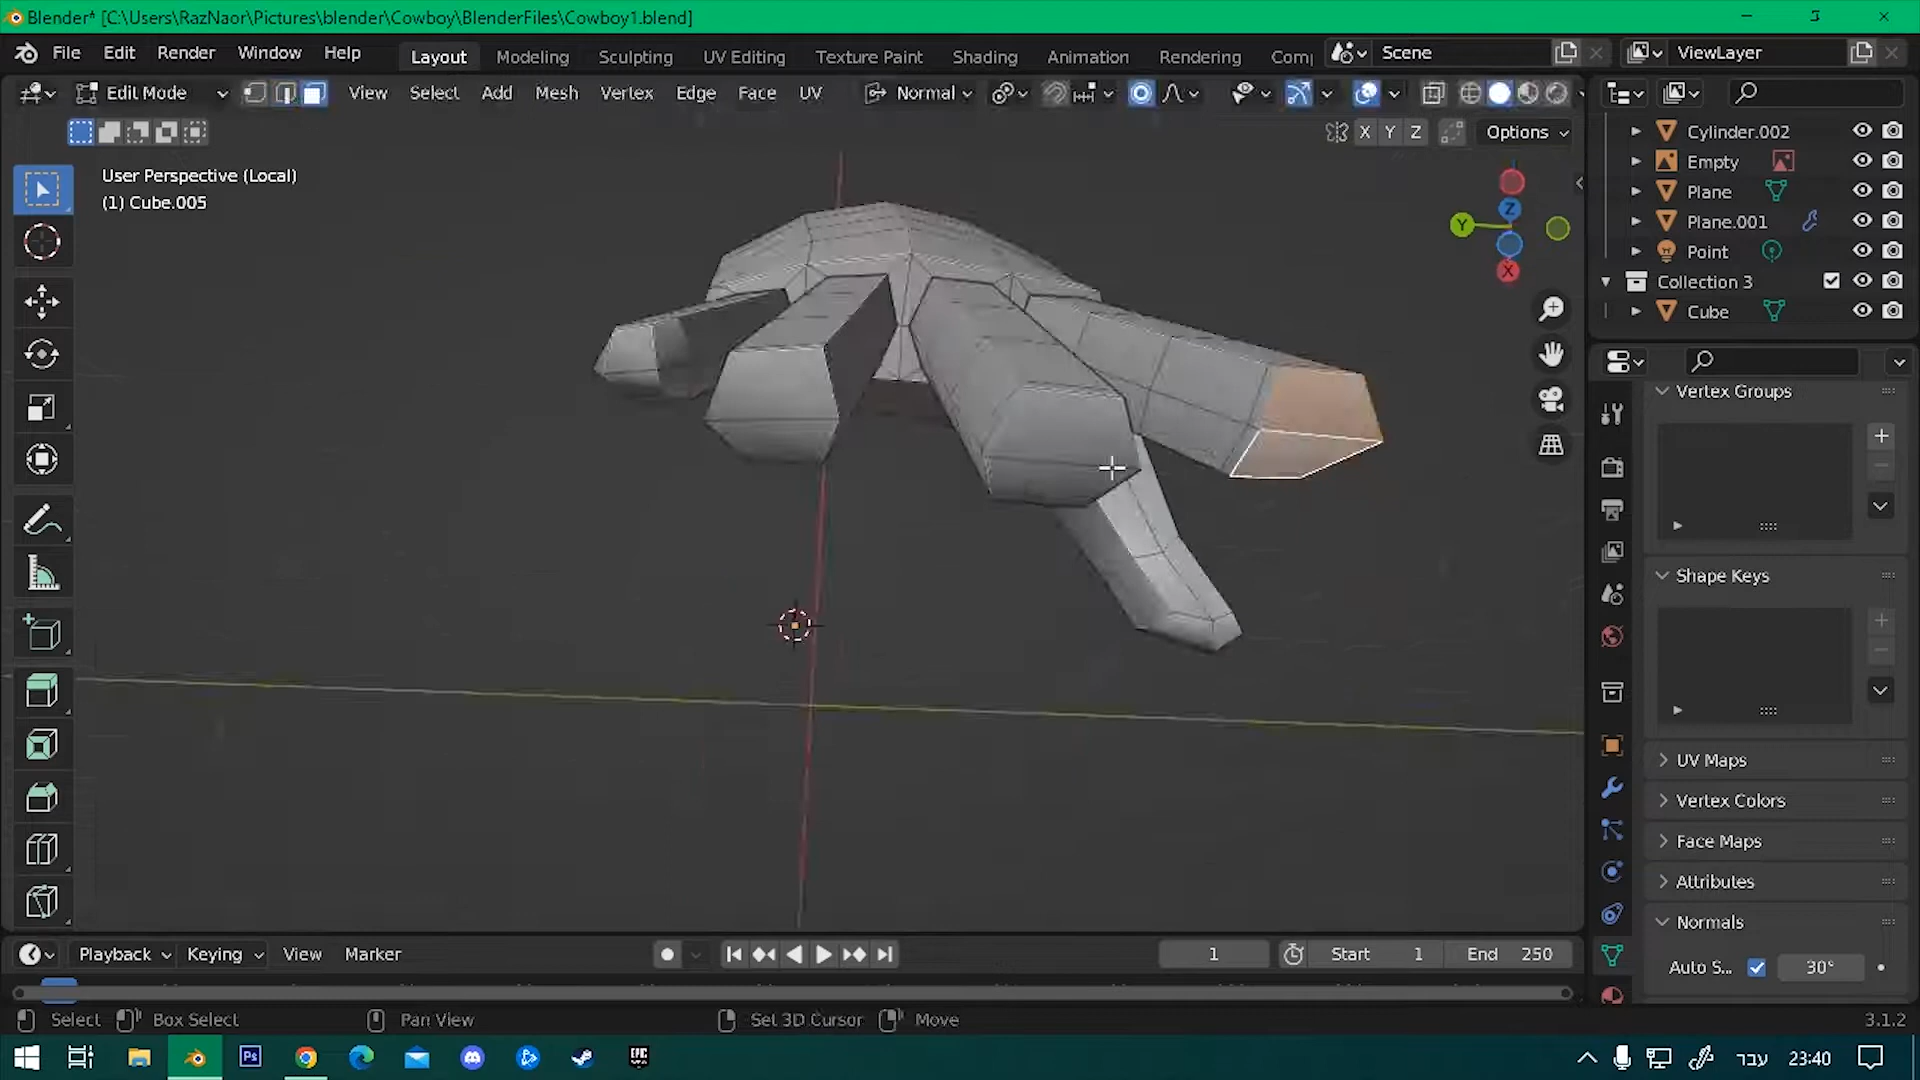 Blender* [C:\Users\RazNaor\Pictures\blender\Cowboy\BlenderFiles\Cowboy1.blend]
File Edit Render Window Help Layout Modeling Sculpting UV Editing Texture Paint Shading Animation Rendering Comp Scene ViewLayer
Edit Mode View Select Add Mesh Vertex Edge Face UV Normal
X Y Z Options
User Perspective (Local)
(1) Cube.005
Z
Y
X
Cylinder.002
Empty
Plane
Plane.001
Point
Collection 3
Cube
Vertex Groups
Shape Keys
UV Maps
Vertex Colors
Face Maps
Attributes
Normals
Auto S... 30°
Playback Keying View Marker 1 Start 1 End 250
Select Box Select Pan View Set 3D Cursor Move 3.1.2
Ps EPIC עבר 23:40